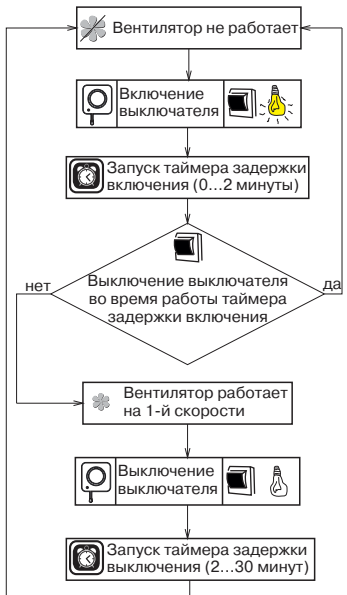 Вентилятор не работает
Включение
выключателя
Запуск таймера задержки
включения (0...2 минуты)
нет
да
Выключение выключателя
во время работы таймера
задержки включения
Вентилятор работает
на 1-й скорости
Выключение
выключателя
Запуск таймера задержки
выключения (2...30 минут)